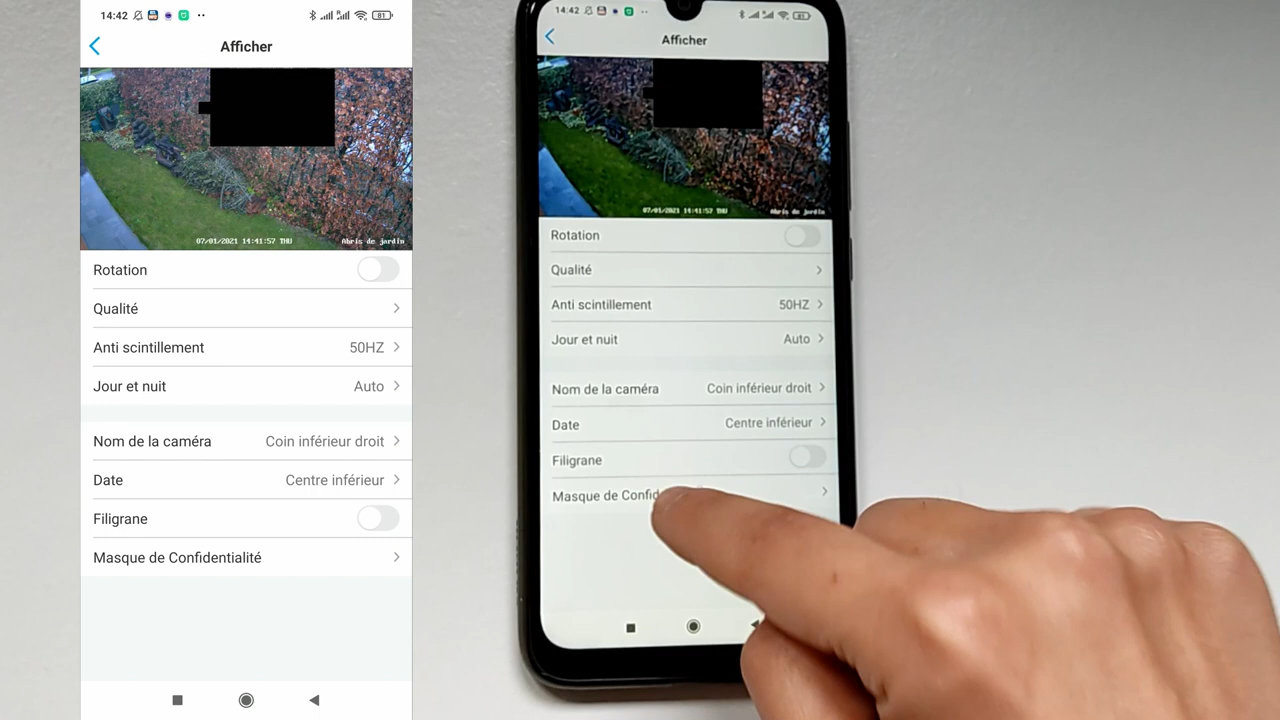 14:42
81
Afficher
07/01/2021 14:41:57 THU
Abris de jardin
Rotation
Qualité
Anti scintillement 50HZ
Jour et nuit Auto
Nom de la caméra Coin inférieur droit
Date Centre inférieur
Filigrane
Masque de Confidentialité
14:42
81
Afficher
07/01/2021 14:41:57 THU
Abris de jardin
Rotation
Qualité
Anti scintillement 50HZ
Jour et nuit Auto
Nom de la caméra Coin inférieur droit
Date Centre inférieur
Filigrane
Masque de Confid